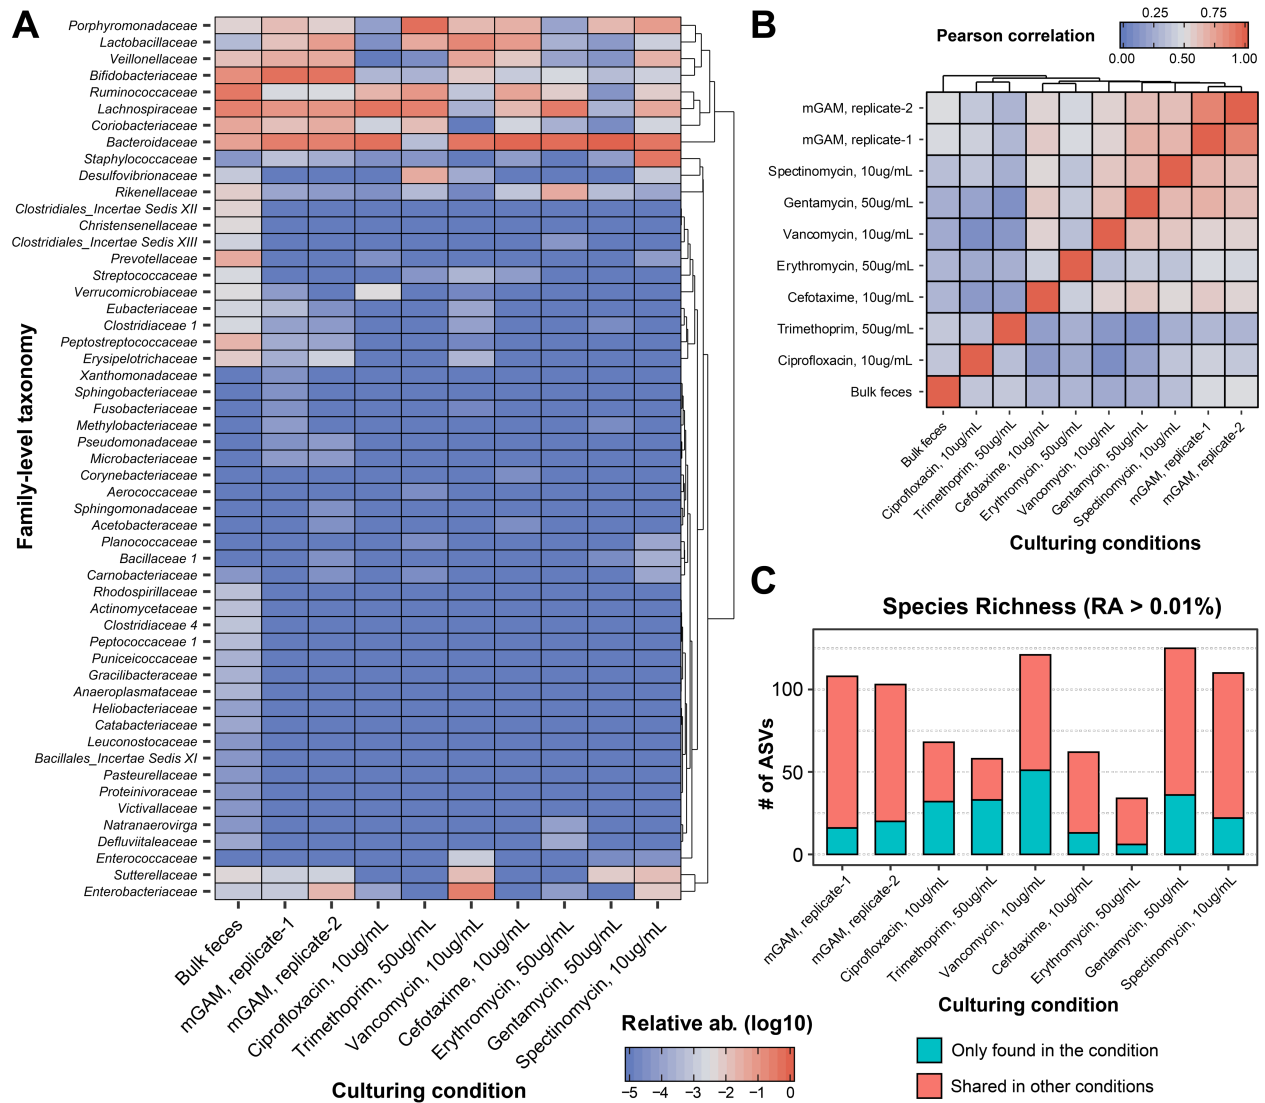 A
Family-level taxonomy
Porphyromonadaceae
Lactobacillaceae
Veillonellaceae
Bifidobacteriaceae
Ruminococcaceae
Lachnospiraceae
Coriobacteriaceae
Bacteroidaceae
Staphylococcaceae
Desulfovibrionaceae
Rikenellaceae
Clostridiales_Incertae Sedis XII
Christensenellaceae
Clostridiales_Incertae Sedis XIII
Prevotellaceae
Streptococcaceae
Verrucomicrobiaceae
Eubacteriaceae
Clostridiaceae 1
Peptostreptococcaceae
Erysipelotrichaceae
Xanthomonadaceae
Sphingobacteriaceae
Fusobacteriaceae
Methylobacteriaceae
Pseudomonadaceae
Microbacteriaceae
Corynebacteriaceae
Aerococcaceae
Sphingomonadaceae
Acetobacteraceae
Planococcaceae
Bacillaceae 1
Carnobacteriaceae
Rhodospirillaceae
Actinomycetaceae
Clostridiaceae 4
Peptococcaceae 1
Puniceicoccaceae
Gracilibacteraceae
Anaeroplasmataceae
Heliobacteriaceae
Catabacteriaceae
Leuconostocaceae
Bacillales_Incertae Sedis XI
Pasteurellaceae
Proteinivoraceae
Victivallaceae
Natranaerovirga
Defluviitaleaceae
Enterococcaceae
Sutterellaceae
Enterobacteriaceae
Bulk feces
mGAM, replicate-1
mGAM, replicate-2
Ciprofloxacin, 10ug/mL
Trimethoprim, 50ug/mL
Vancomycin, 10ug/mL
Cefotaxime, 10ug/mL
Erythromycin, 50ug/mL
Gentamycin, 50ug/mL
Spectinomycin, 10ug/mL
Culturing condition
Relative ab. (log10)
−5 −4 −3 −2 −1 0
B
Pearson correlation
0.25 0.75
0.00 0.50 1.00
mGAM, replicate-2
mGAM, replicate-1
Spectinomycin, 10ug/mL
Gentamycin, 50ug/mL
Vancomycin, 10ug/mL
Erythromycin, 50ug/mL
Cefotaxime, 10ug/mL
Trimethoprim, 50ug/mL
Ciprofloxacin, 10ug/mL
Bulk feces
Bulk feces
Ciprofloxacin, 10ug/mL
Trimethoprim, 50ug/mL
Cefotaxime, 10ug/mL
Erythromycin, 50ug/mL
Vancomycin, 10ug/mL
Gentamycin, 50ug/mL
Spectinomycin, 10ug/mL
mGAM, replicate-1
mGAM, replicate-2
Culturing conditions
C
Species Richness (RA > 0.01%)
# of ASVs
100
50
0
mGAM, replicate-1
mGAM, replicate-2
Ciprofloxacin, 10ug/mL
Trimethoprim, 50ug/mL
Vancomycin, 10ug/mL
Cefotaxime, 10ug/mL
Erythromycin, 50ug/mL
Gentamycin, 50ug/mL
Spectinomycin, 10ug/mL
Culturing condition
Only found in the condition
Shared in other conditions